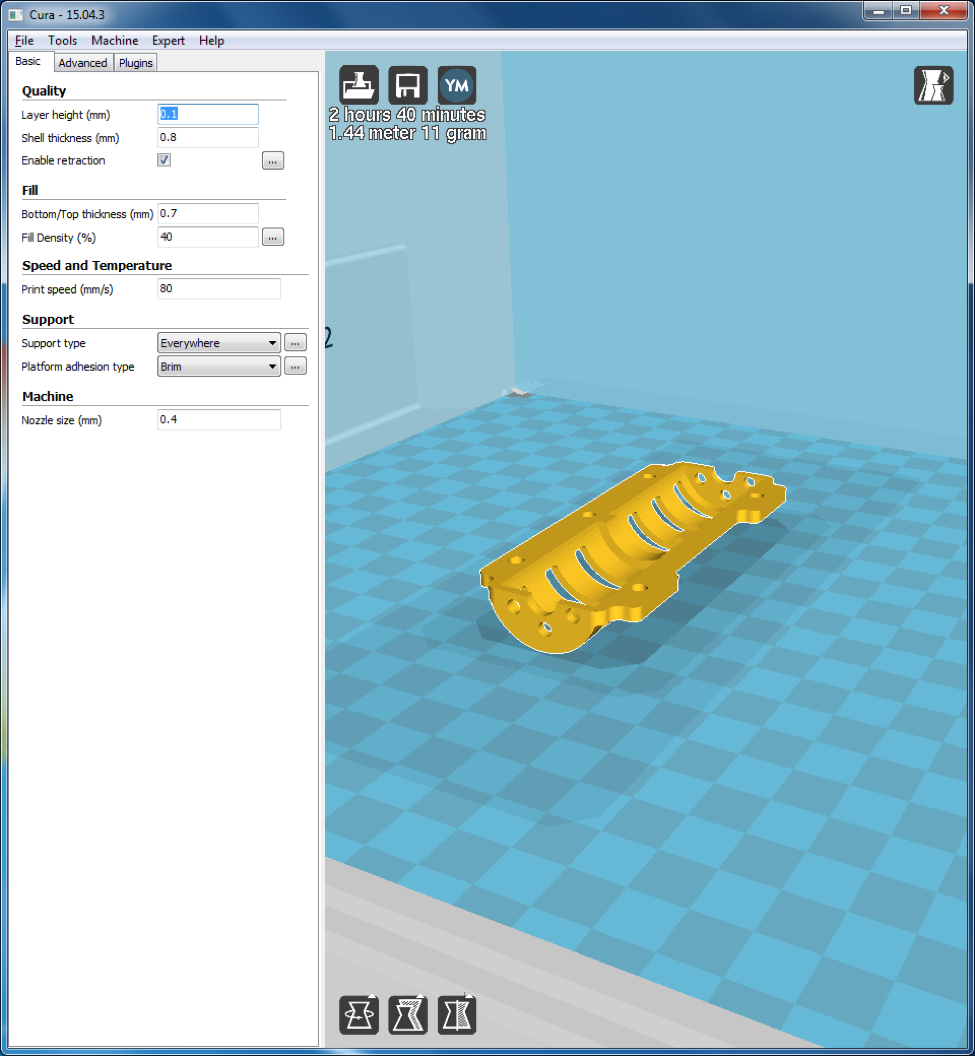 Cura - 15.04.3
File Tools Machine Expert Help
Basic Advanced Plugins
Quality
Layer height (mm) 0.1
Shell thickness (mm) 0.8
Enable retraction ...
Fill
Bottom/Top thickness (mm) 0.7
Fill Density (%) 40 ...
Speed and Temperature
Print speed (mm/s) 80
Support
Support type Everywhere ...
Platform adhesion type Brim ...
Machine
Nozzle size (mm) 0.4
YM
2 hours 40 minutes
1.44 meter 11 gram
2